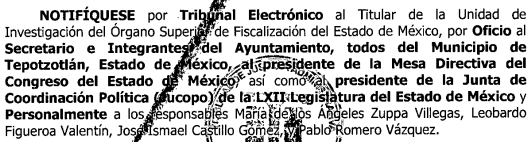 NOTIFÍQUESE por Tribunal Electrónico al Titular de la Unidad de
Investigación del Órgano Superior de Fiscalización del Estado de México, por Oficio al
Secretario e Integrantes del Ayuntamiento, todos del Municipio de
Tepotzotlán, Estado de México, al presidente de la Mesa Directiva del
Congreso del Estado de México, así como al presidente de la Junta de
Coordinación Política (Jucopo) de la LXII Legislatura del Estado de México y
Personalmente a los responsables María de los Ángeles Zuppa Villegas, Leobardo
Figueroa Valentín, José Ismael Castillo Gómez, y Pablo Romero Vázquez.